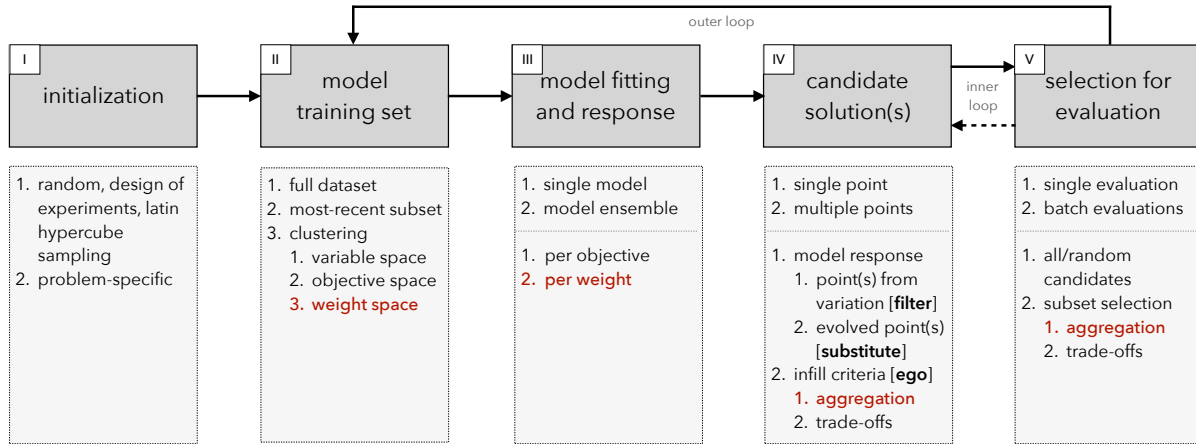 outer loop
I
initialization
II
model
training set
III
model fitting
and response
IV
candidate
solution(s)
inner
loop
V
selection for
evaluation
1. random, design of
experiments, latin
hypercube
sampling
2. problem-specific
1. full dataset
2. most-recent subset
3. clustering
1. variable space
2. objective space
3. weight space
1. single model
2. model ensemble
1. per objective
2. per weight
1. single point
2. multiple points
1. model response
1. point(s) from
variation [filter]
2. evolved point(s)
[substitute]
2. infill criteria [ego]
1. aggregation
2. trade-offs
1. single evaluation
2. batch evaluations
1. all/random
candidates
2. subset selection
1. aggregation
2. trade-offs